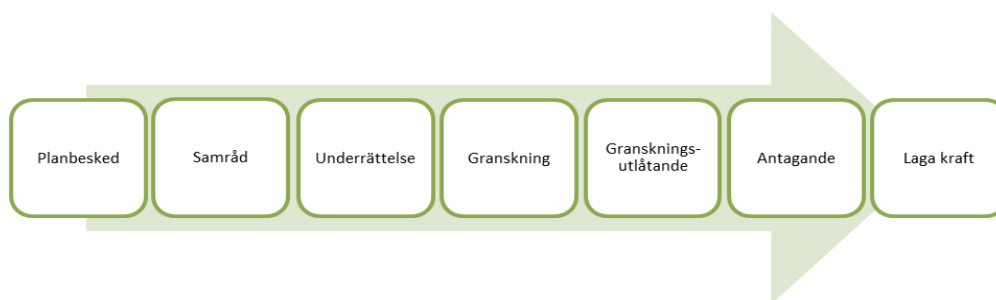 Planbesked
Samråd
Underrättelse
Granskning
Gransknings-
utlåtande
Antagande
Laga kraft